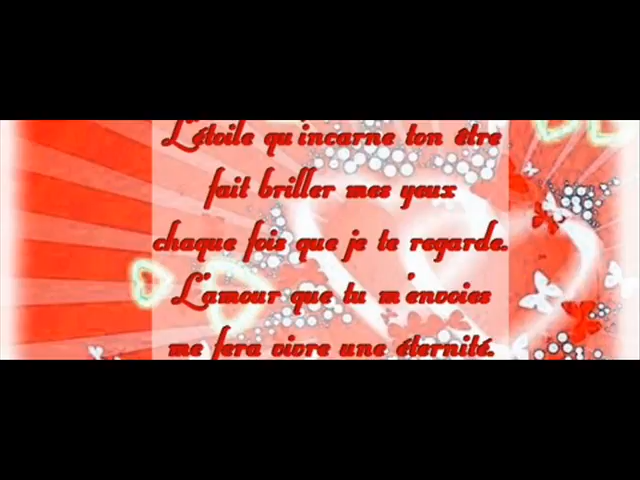 L'étoile qu'incarne ton être
fait briller mes yeux
chaque fois que je te regarde.
L'amour que tu m'envoies
me fera vivre une éternité.